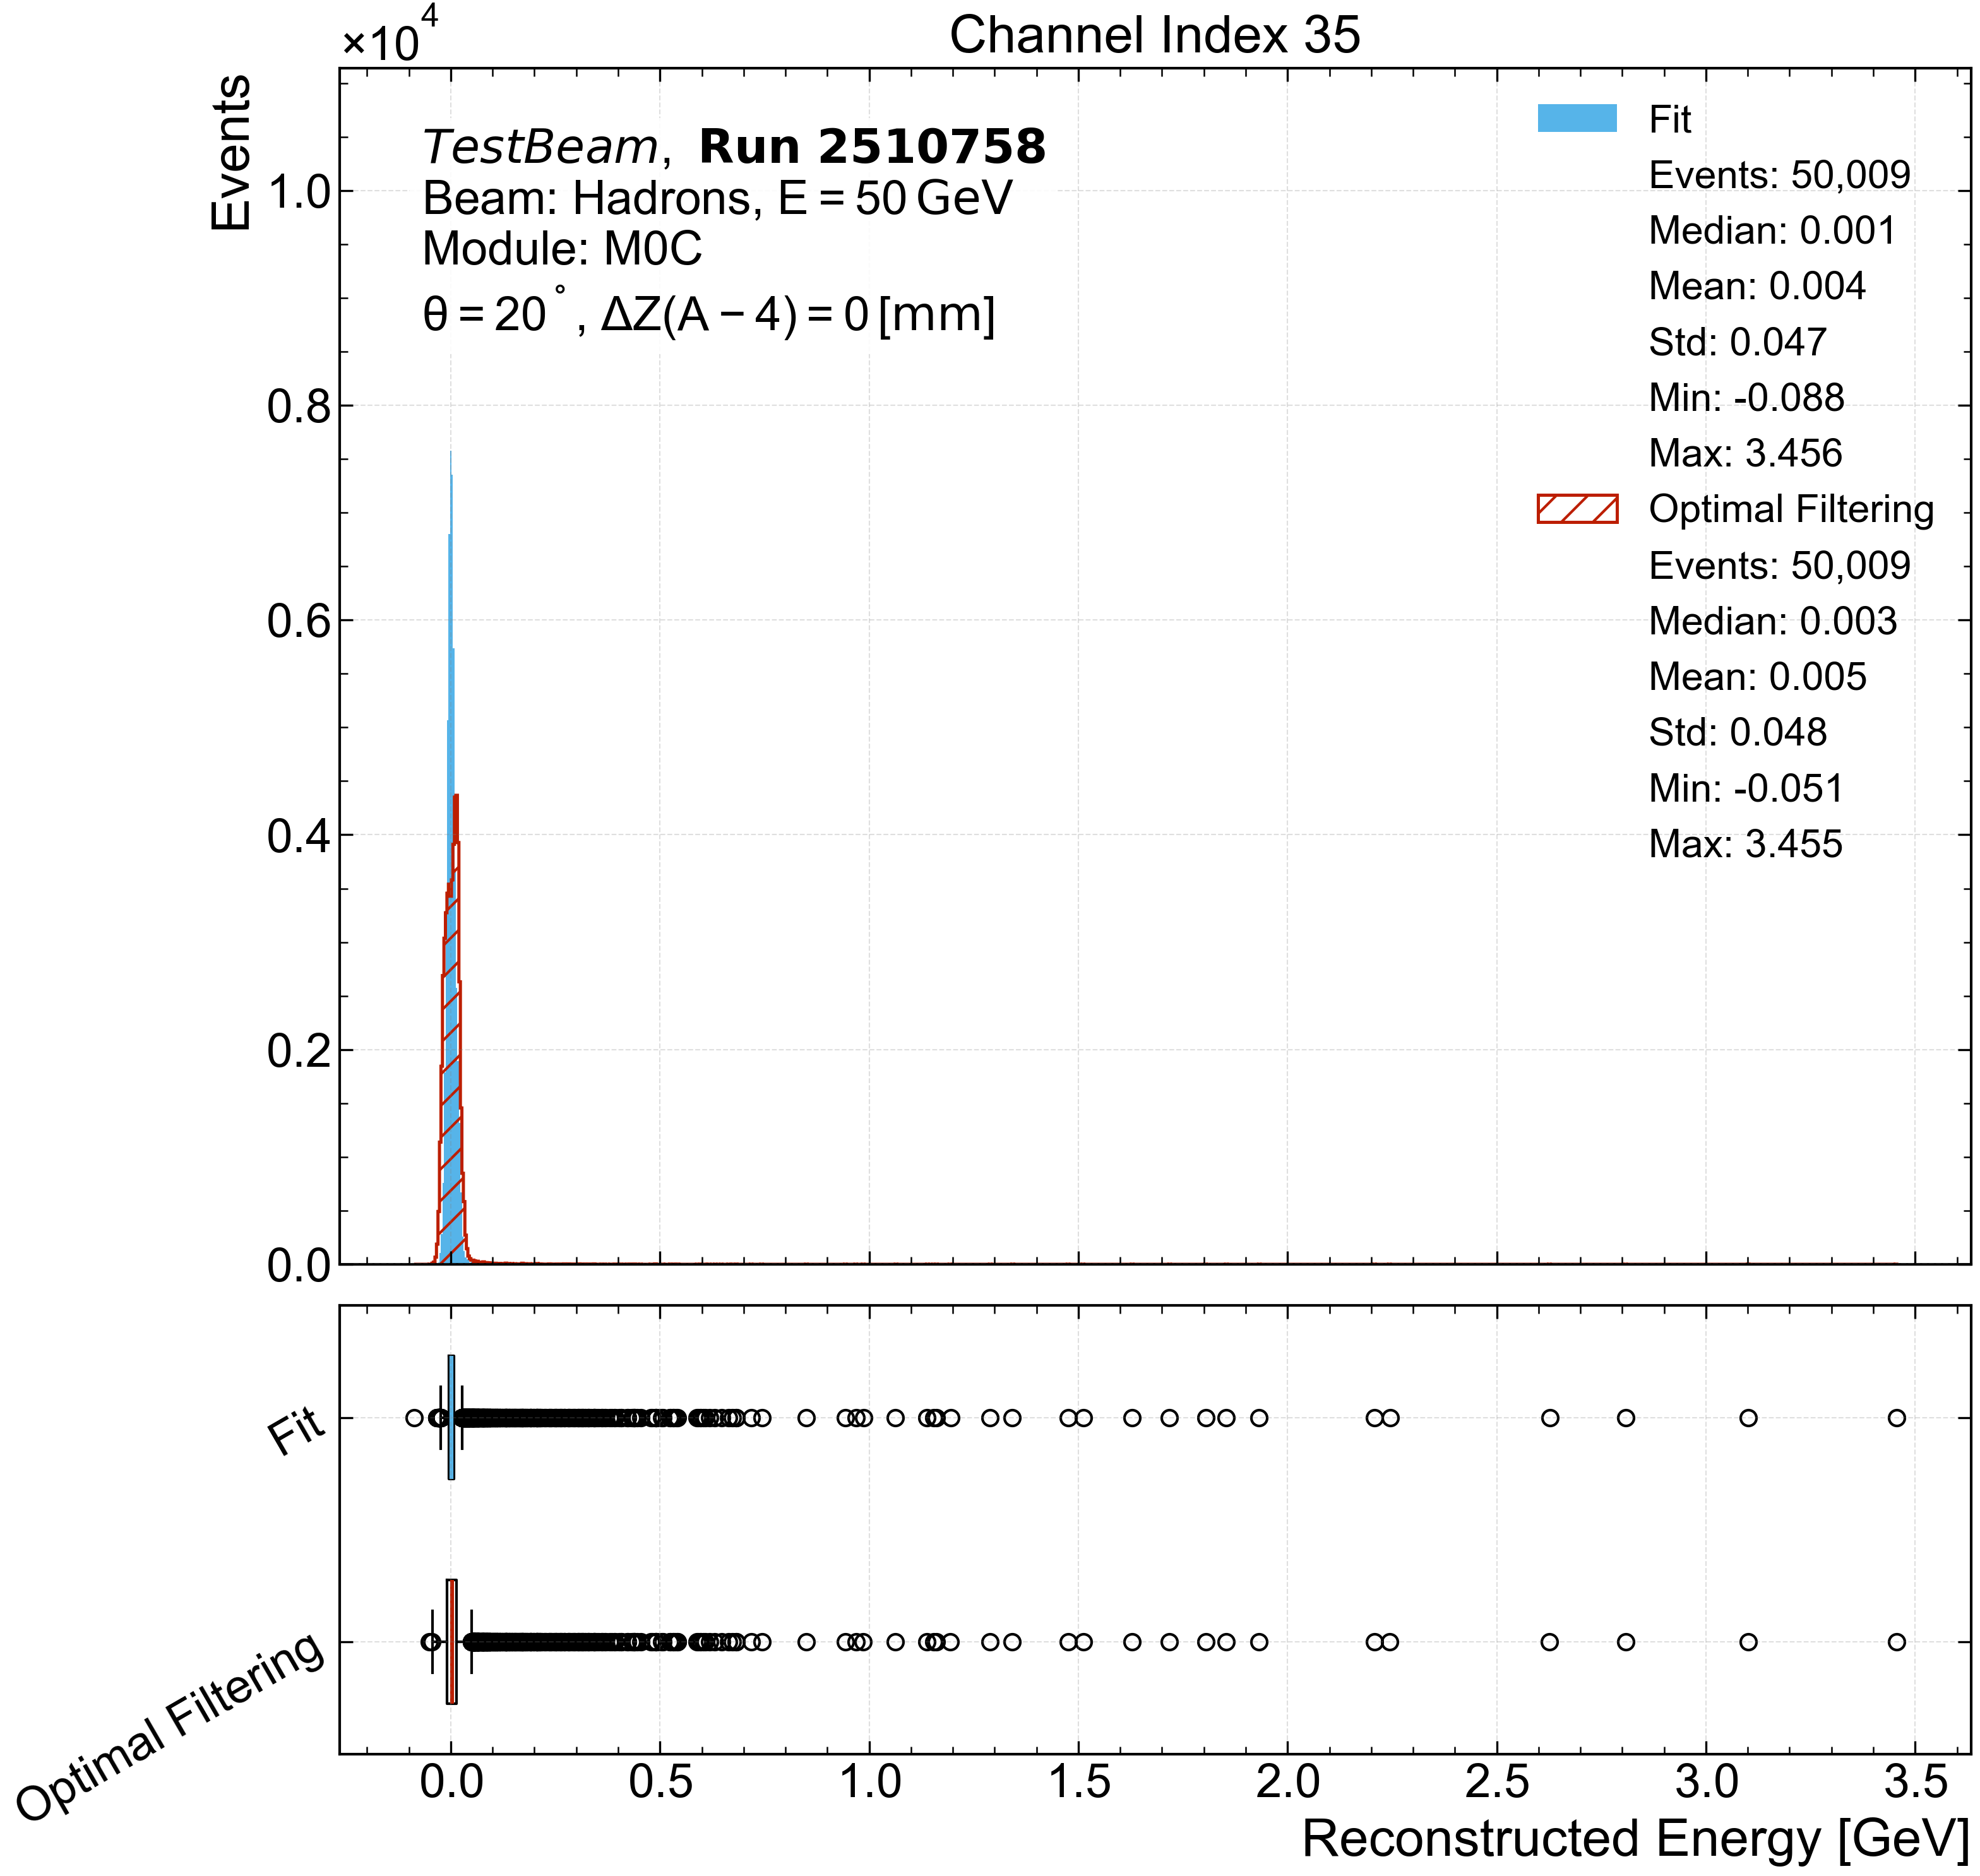 Channel Index 35
×10⁴
Events
TestBeam, Run 2510758
Beam: Hadrons, E = 50 GeV
Module: M0C
θ = 20°, ΔZ(A − 4) = 0 [mm]
Fit
Events: 50,009
Median: 0.001
Mean: 0.004
Std: 0.047
Min: -0.088
Max: 3.456
Optimal Filtering
Events: 50,009
Median: 0.003
Mean: 0.005
Std: 0.048
Min: -0.051
Max: 3.455
1.0
0.8
0.6
0.4
0.2
0.0
Fit
Optimal Filtering
0.0 0.5 1.0 1.5 2.0 2.5 3.0 3.5
Reconstructed Energy [GeV]